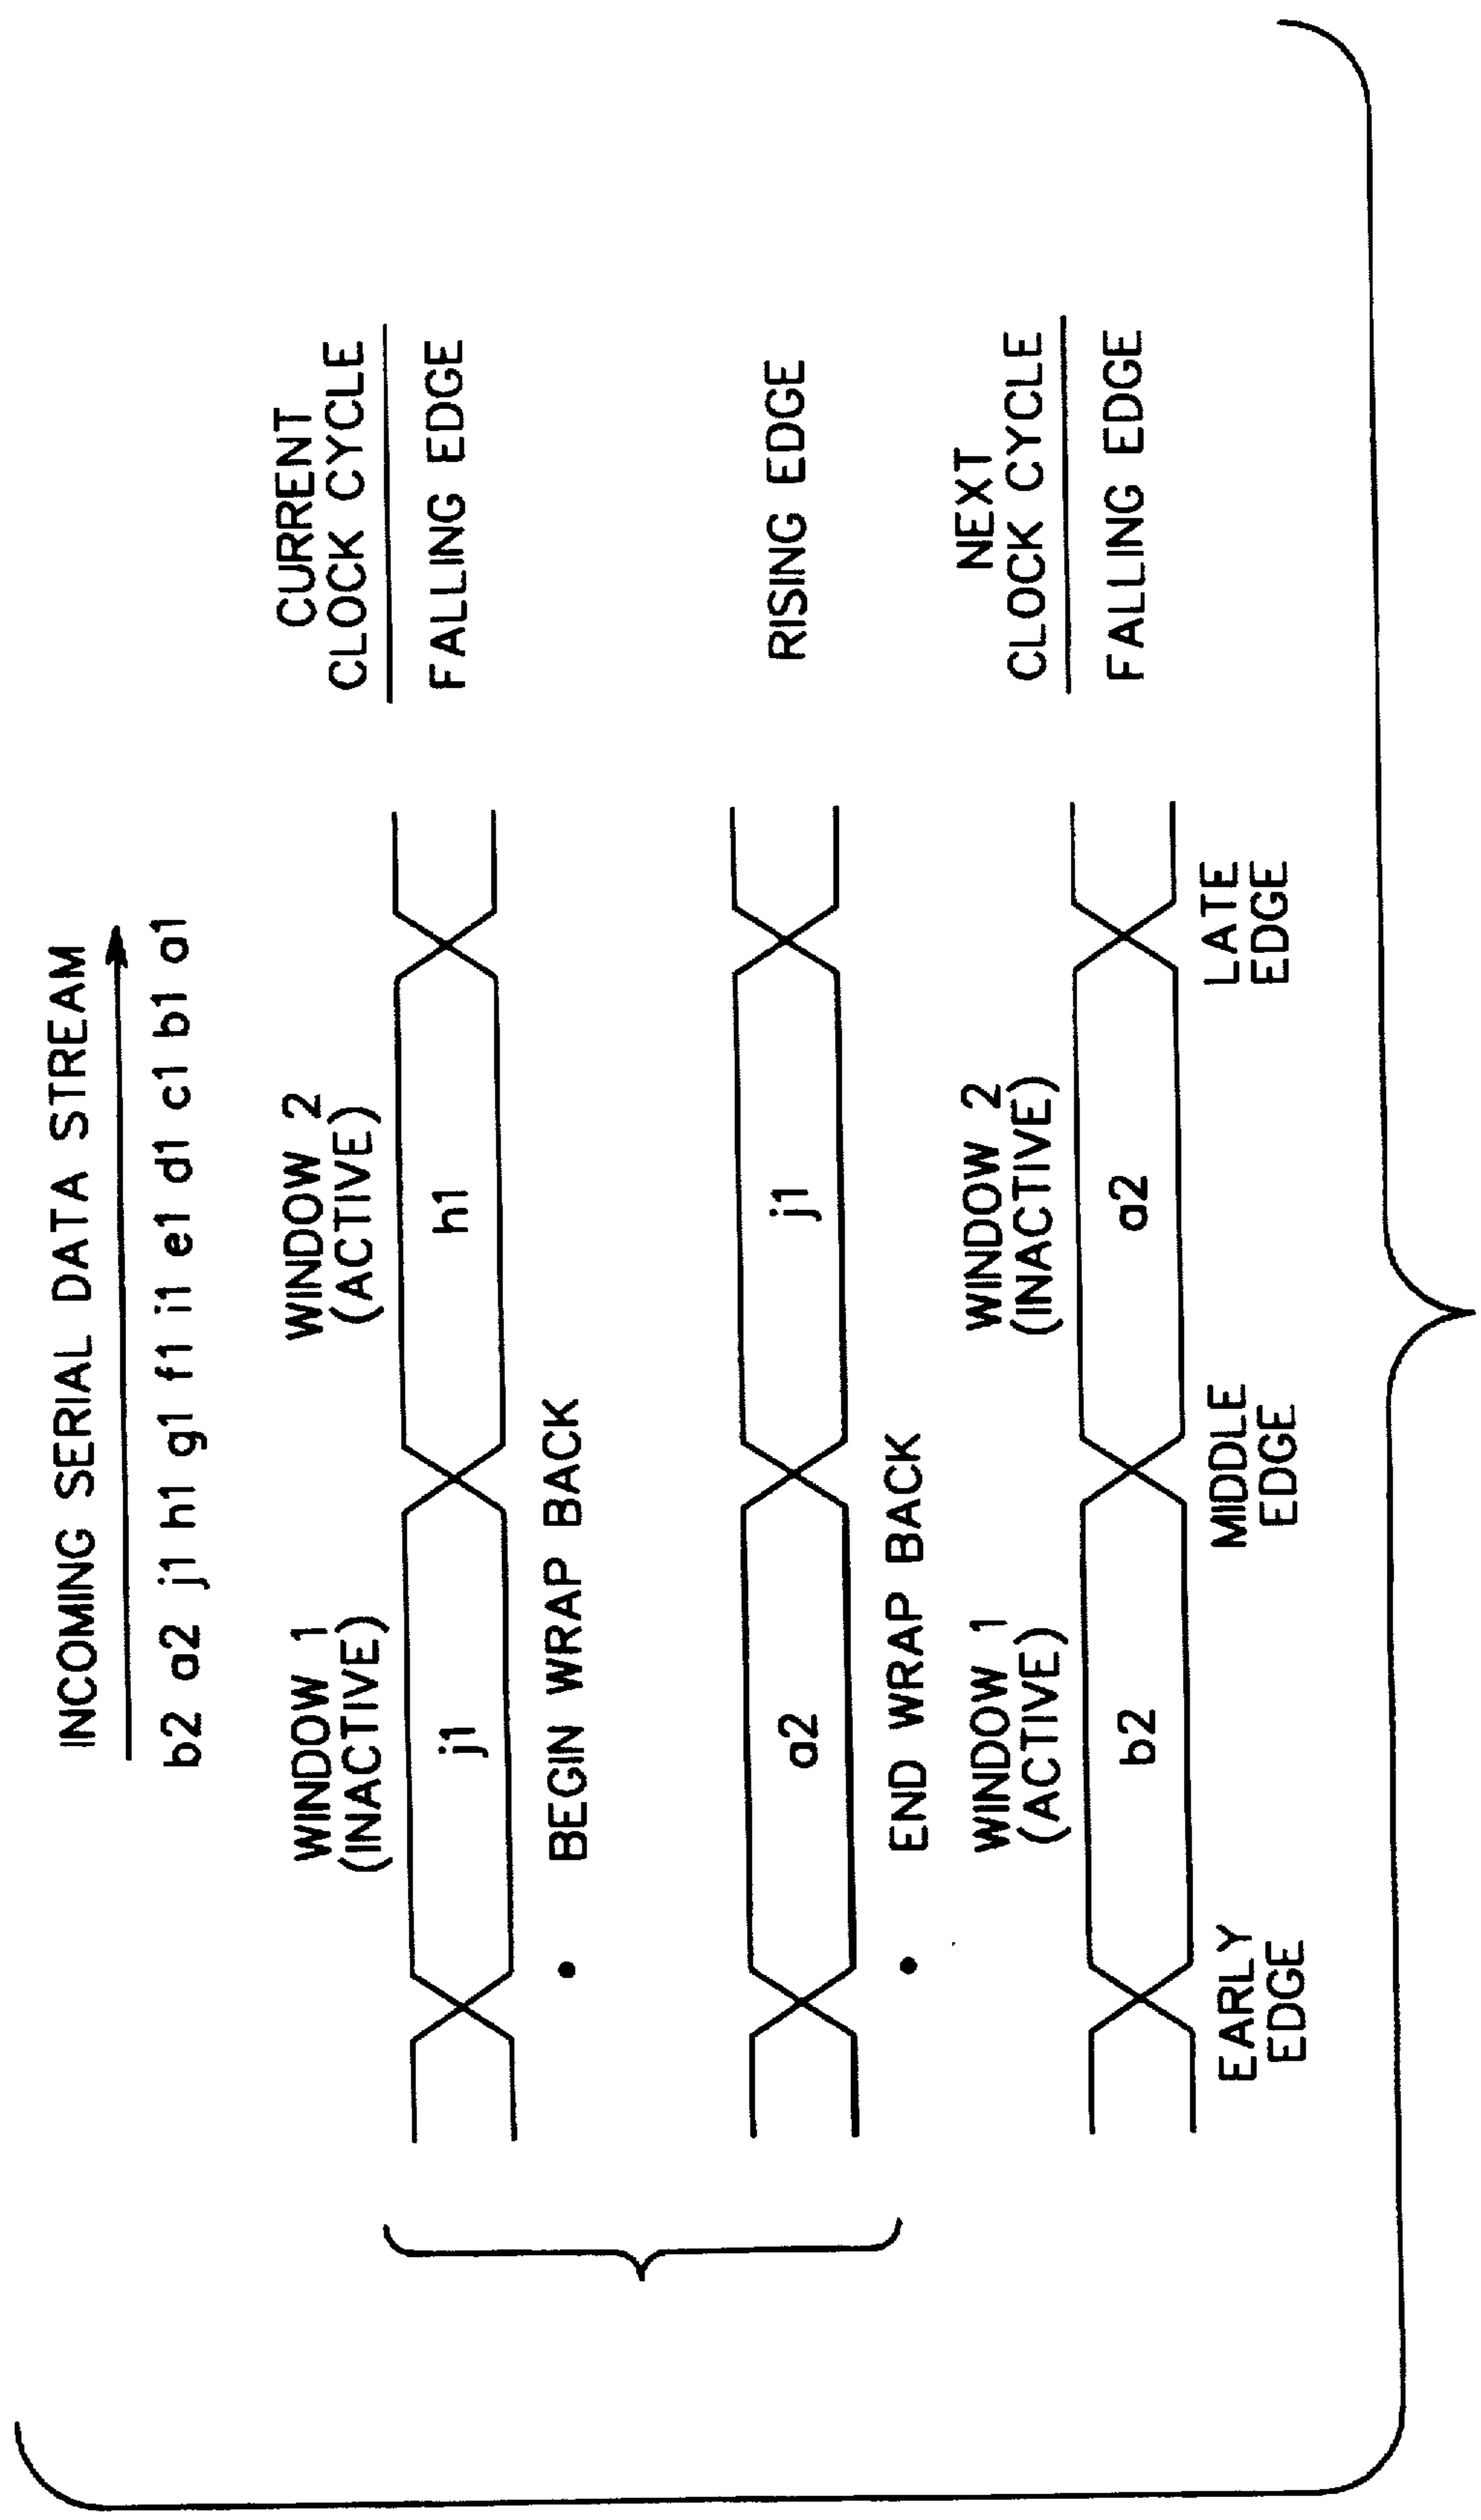 INCOMING SERIAL DATA STREAM
b2 a2 j1 h1 g1 f1 i1 e1 d1 c1 b1 a1
WINDOW 1
(INACTIVE)
WINDOW 2
(ACTIVE)
CURRENT
CLOCK CYCLE
j1
h1
FALLING EDGE
• BEGIN WRAP BACK
a2
j1
RISING EDGE
• END WRAP BACK
WINDOW 1
(ACTIVE)
WINDOW 2
(INACTIVE)
NEXT
CLOCK CYCLE
b2
a2
FALLING EDGE
EARLY
EDGE
MIDDLE
EDGE
LATE
EDGE